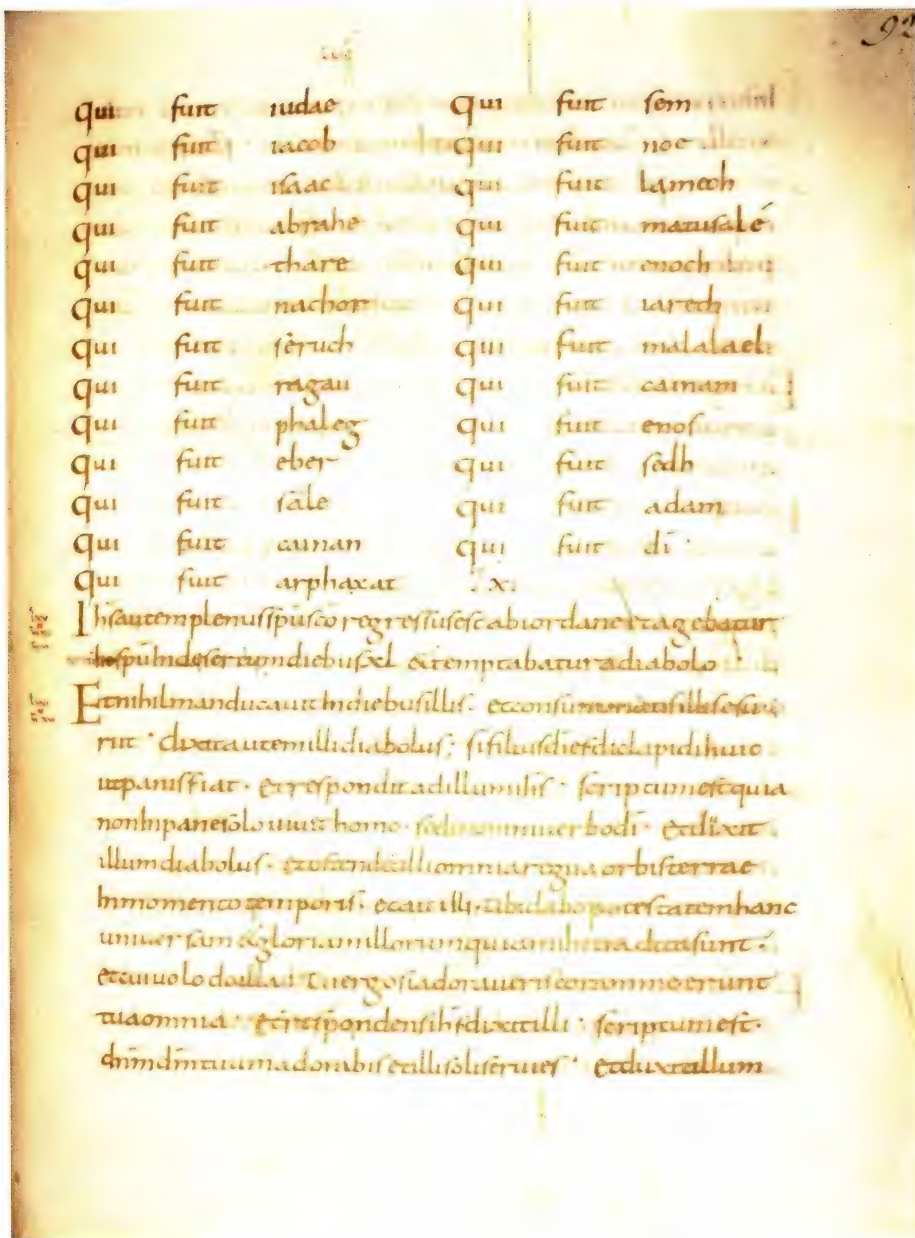 92
qui fuit iudae
qui fuit iacob
qui fuit isaac
qui fuit abrahe
qui fuit thare
qui fuit nachor
qui fuit seruch
qui fuit ragau
qui fuit phaleg
qui fuit eber
qui fuit sale
qui fuit cainan
qui fuit arphaxat
qui fuit sem
qui fuit noe
qui fuit lamech
qui fuit matusalē
qui fuit enoch
qui fuit iarech
qui fuit malalael
qui fuit cainam
qui fuit enos
qui fuit sedh
qui fuit adam
qui fuit di ·
.x.
Ihs autem plenus spu sco regressus est ab iordane et agebatur
spu in desertum diebus xl et temptabatur a diabolo
Et nihil manducauit in diebus illis. et consummatis illis esuri
rit · dixit autem illi diabolus; si filius di es dic lapidi huic
ut panis fiat · et respondit ad illum ihs · scriptum est quia
non in pane solo uiuit homo · sed in omni uerbo di · et dixit
illum diabolus · et ostendit illi omnia regna orbis terrae
in momento temporis. et ait illi. tibi dabo potestatem hanc
uniuersam et gloriam illorum quia mihi tradita sunt
et cui uolo do illa tu ergo si adoraueris coram me erunt
tua omnia · et respondens ihs dixit illi · scriptum est.
dnm dm tuum adorabis et illi soli seruies · et duxit illum